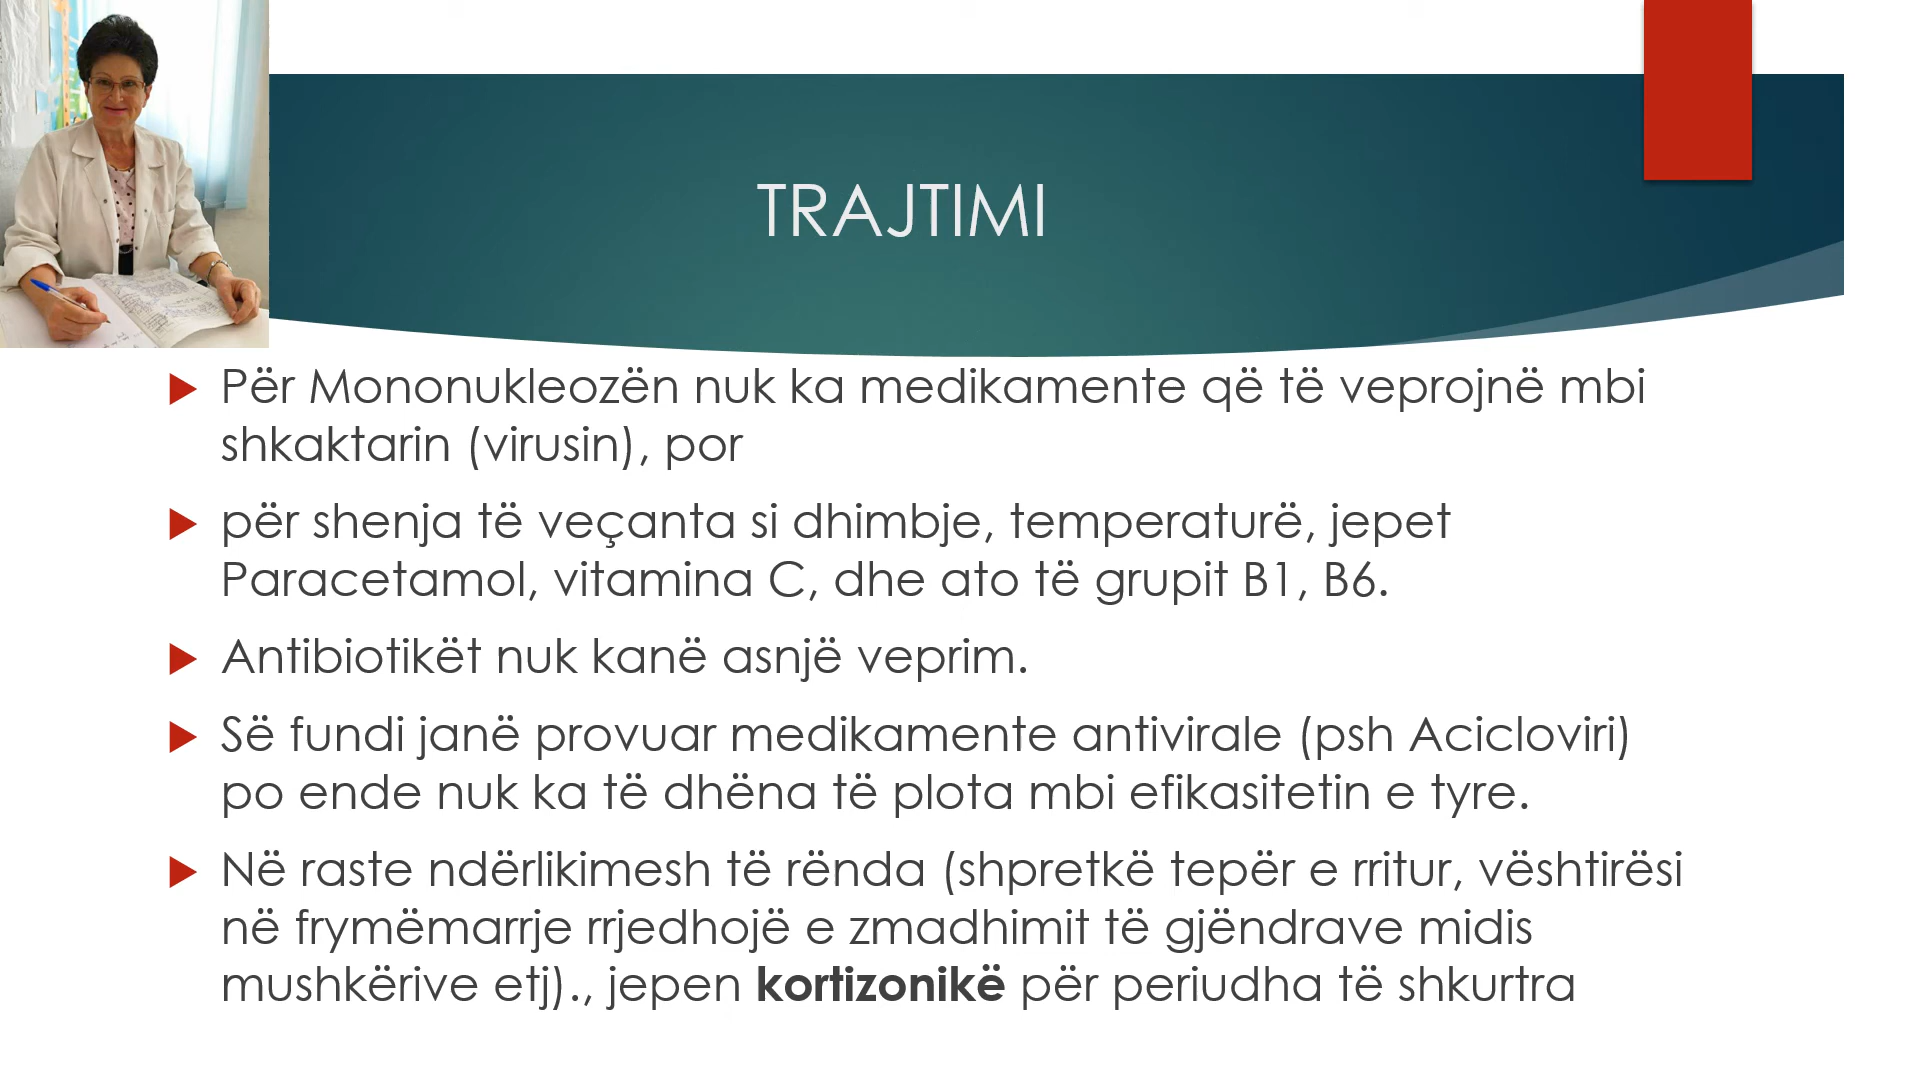 TRAJTIMI
Për Mononukleozën nuk ka medikamente që të veprojnë mbi
shkaktarin (virusin), por
për shenja të veçanta si dhimbje, temperaturë, jepet
Paracetamol, vitamina C, dhe ato të grupit B1, B6.
Antibiotikët nuk kanë asnjë veprim.
Së fundi janë provuar medikamente antivirale (psh Acicloviri)
po ende nuk ka të dhëna të plota mbi efikasitetin e tyre.
Në raste ndërlikimesh të rënda (shpretkë tepër e rritur, vështirësi
në frymëmarrje rrjedhojë e zmadhimit të gjëndrave midis
mushkërive etj)., jepen kortizonikë për periudha të shkurtra